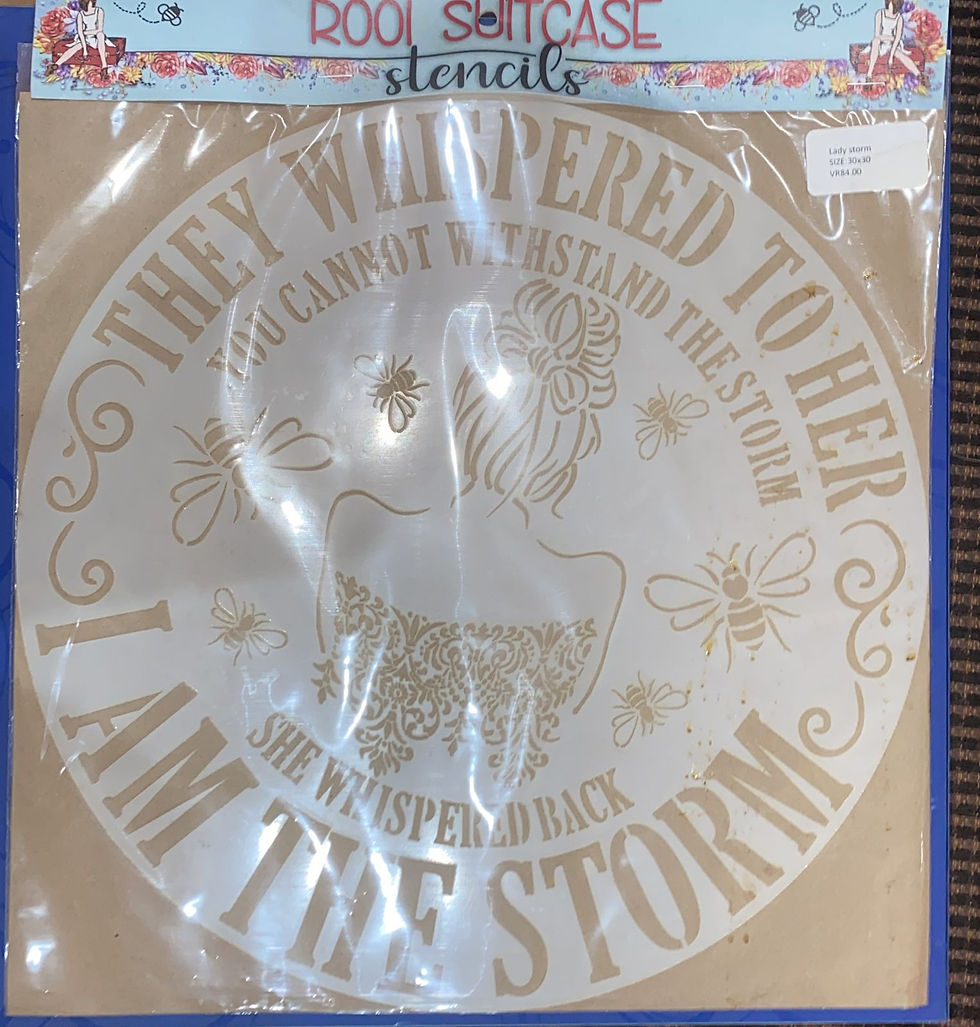 ROOI SUITCASE
stencils
Lady storm
SIZE:30x30
VR84.00
THEY WHISPERED TO HER
YOU CANNOT WITHSTAND THE STORM
SHE WHISPERED BACK
I AM THE STORM